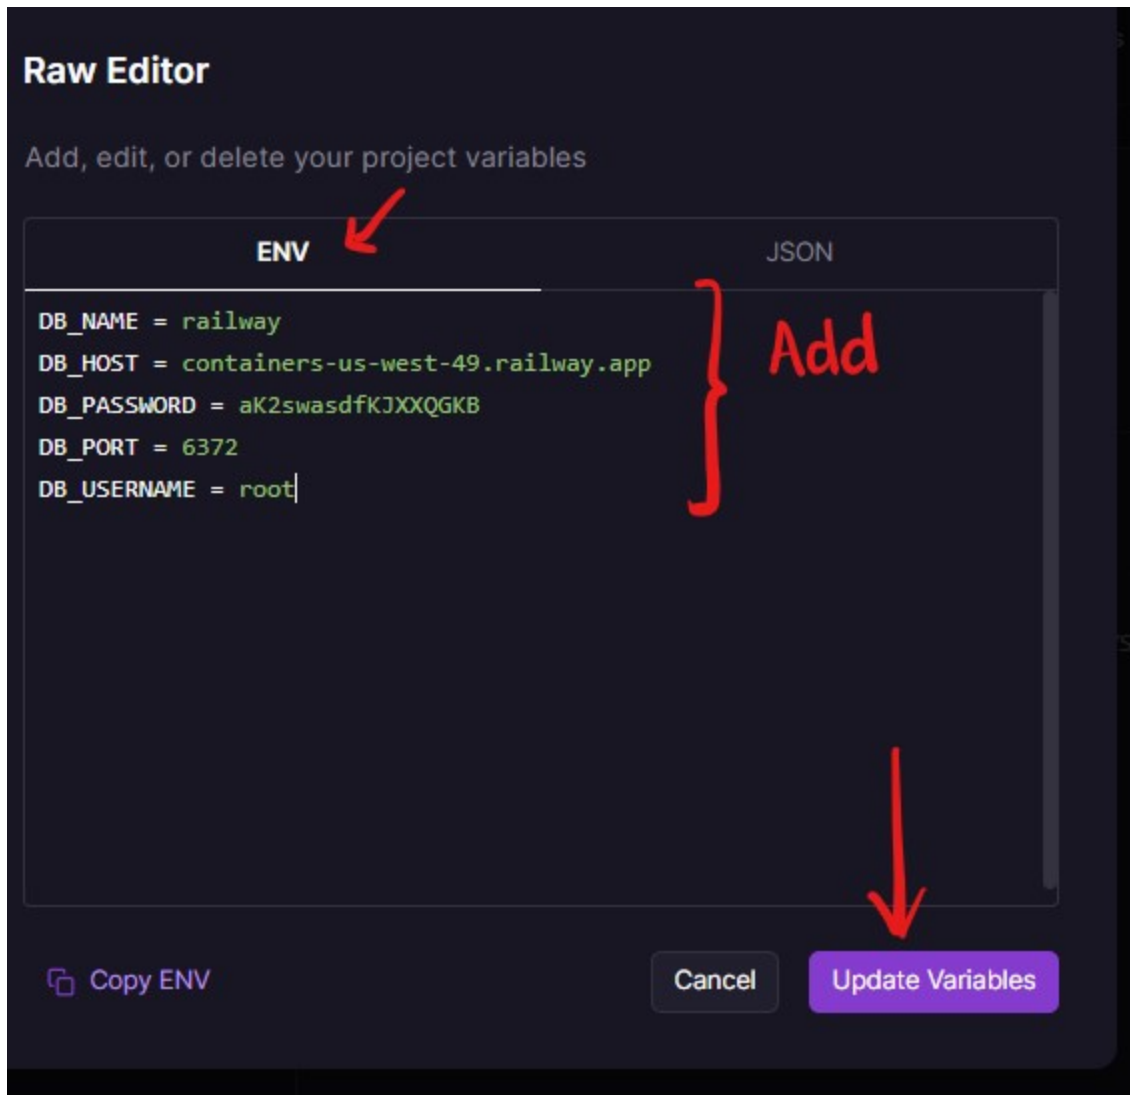 Raw Editor
Add, edit, or delete your project variables
ENV
JSON
DB_NAME = railway
DB_HOST = containers-us-west-49.railway.app
DB_PASSWORD = aK2swasdfKJXXQGKB
DB_PORT = 6372
DB_USERNAME = root
Add
Copy ENV
Cancel
Update Variables